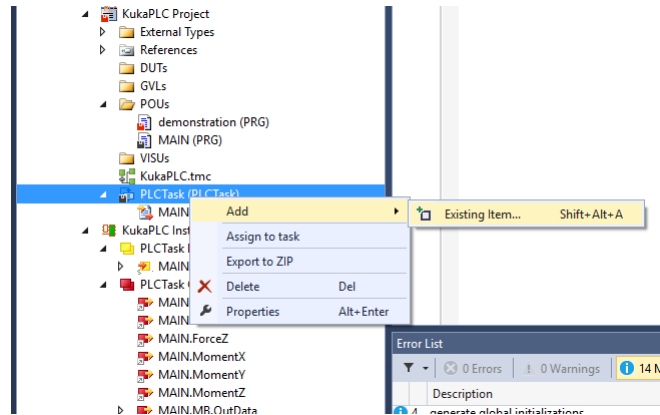 KukaPLC Project
External Types
References
DUTs
GVLs
POUs
demonstration (PRG)
MAIN (PRG)
VISUs
KukaPLC.tmc
PLCTask (PLCTask)
MAIN
Add
Existing Item... Shift+Alt+A
KukaPLC Inst
Assign to task
PLCTask
Export to ZIP
MAIN
Delete Del
PLCTask
Properties Alt+Enter
MAIN
MAIN
MAIN.ForceZ
Error List
MAIN.MomentX
0 Errors 0 Warnings 14 M
MAIN.MomentY
MAIN.MomentZ
Description
MAIN.MB.OutData
4 generate global initializations